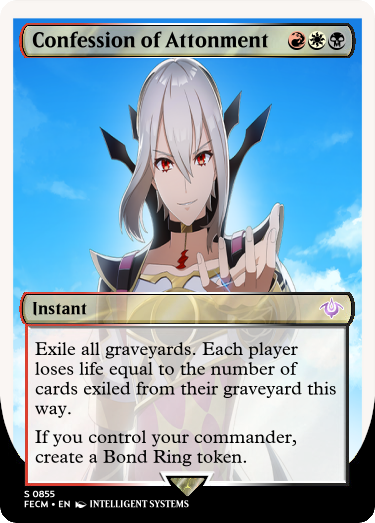 Confession of Attonment
Instant
Exile all graveyards. Each player
loses life equal to the number of
cards exiled from their graveyard this
way.
If you control your commander,
create a Bond Ring token.
S 0855
FECM • EN INTELLIGENT SYSTEMS